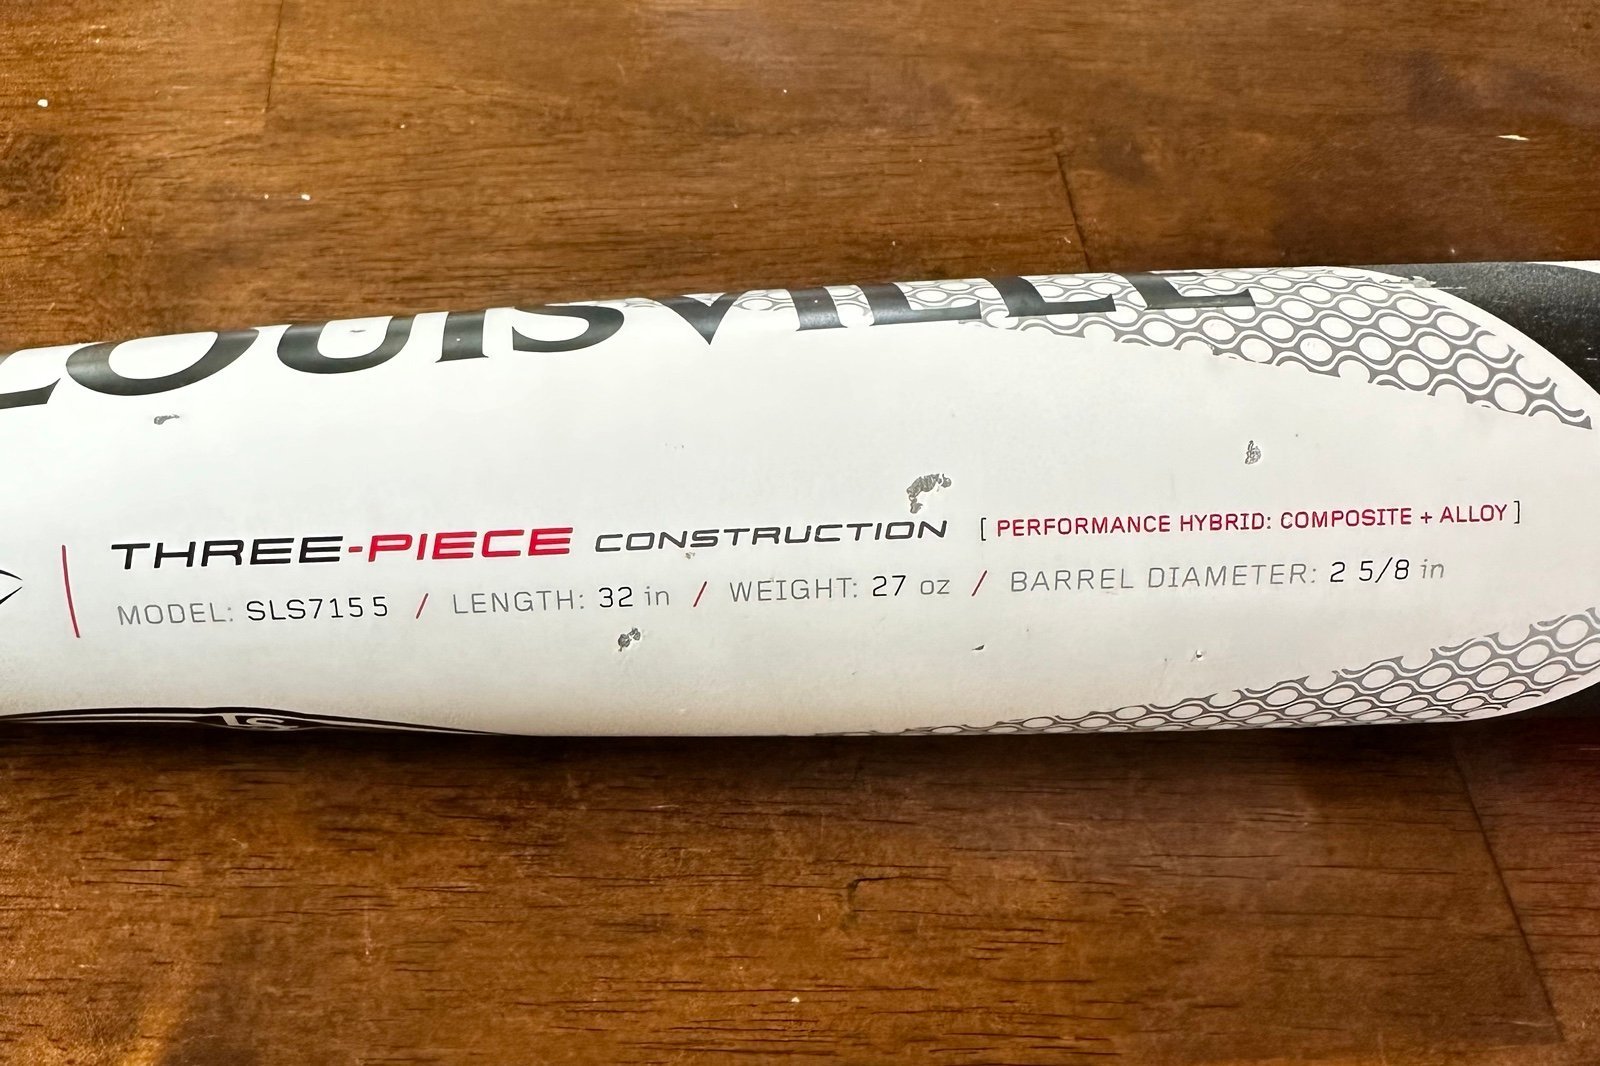 LOUISVILLE
THREE-PIECE CONSTRUCTION [ PERFORMANCE HYBRID: COMPOSITE + ALLOY ]
MODEL: SLS7155 / LENGTH: 32 in / WEIGHT: 27 oz / BARREL DIAMETER: 2 5/8 in